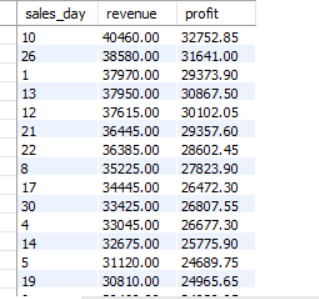 sales_day revenue profit
10 40460.00 32752.85
26 38580.00 31641.00
1 37970.00 29373.90
13 37950.00 30867.50
12 37615.00 30102.05
21 36445.00 29357.60
22 36385.00 28602.45
8 35225.00 27823.90
17 34445.00 26472.30
30 33425.00 26807.55
4 33045.00 26677.30
14 32675.00 25775.90
5 31120.00 24689.75
19 30810.00 24965.65